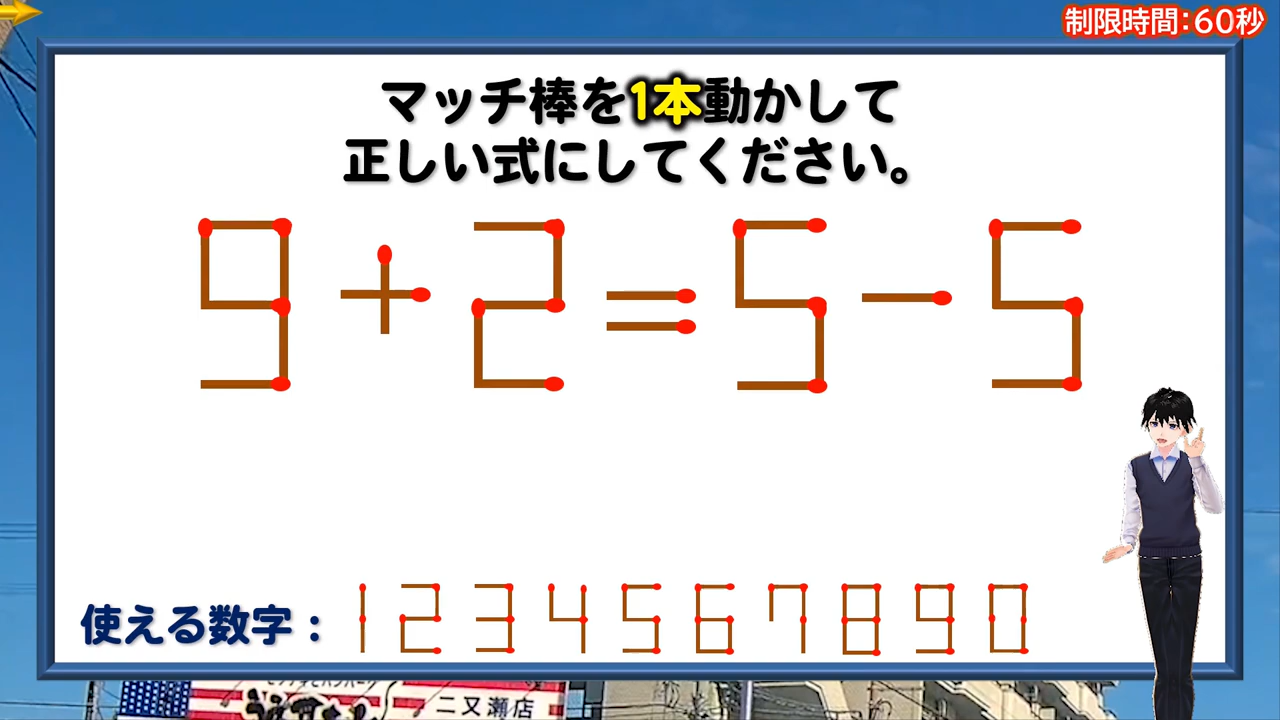 制限時間：60秒
マッチ棒を1本動かして
正しい式にしてください。
9+2=5-5
使える数字：1234567890
二又瀬店